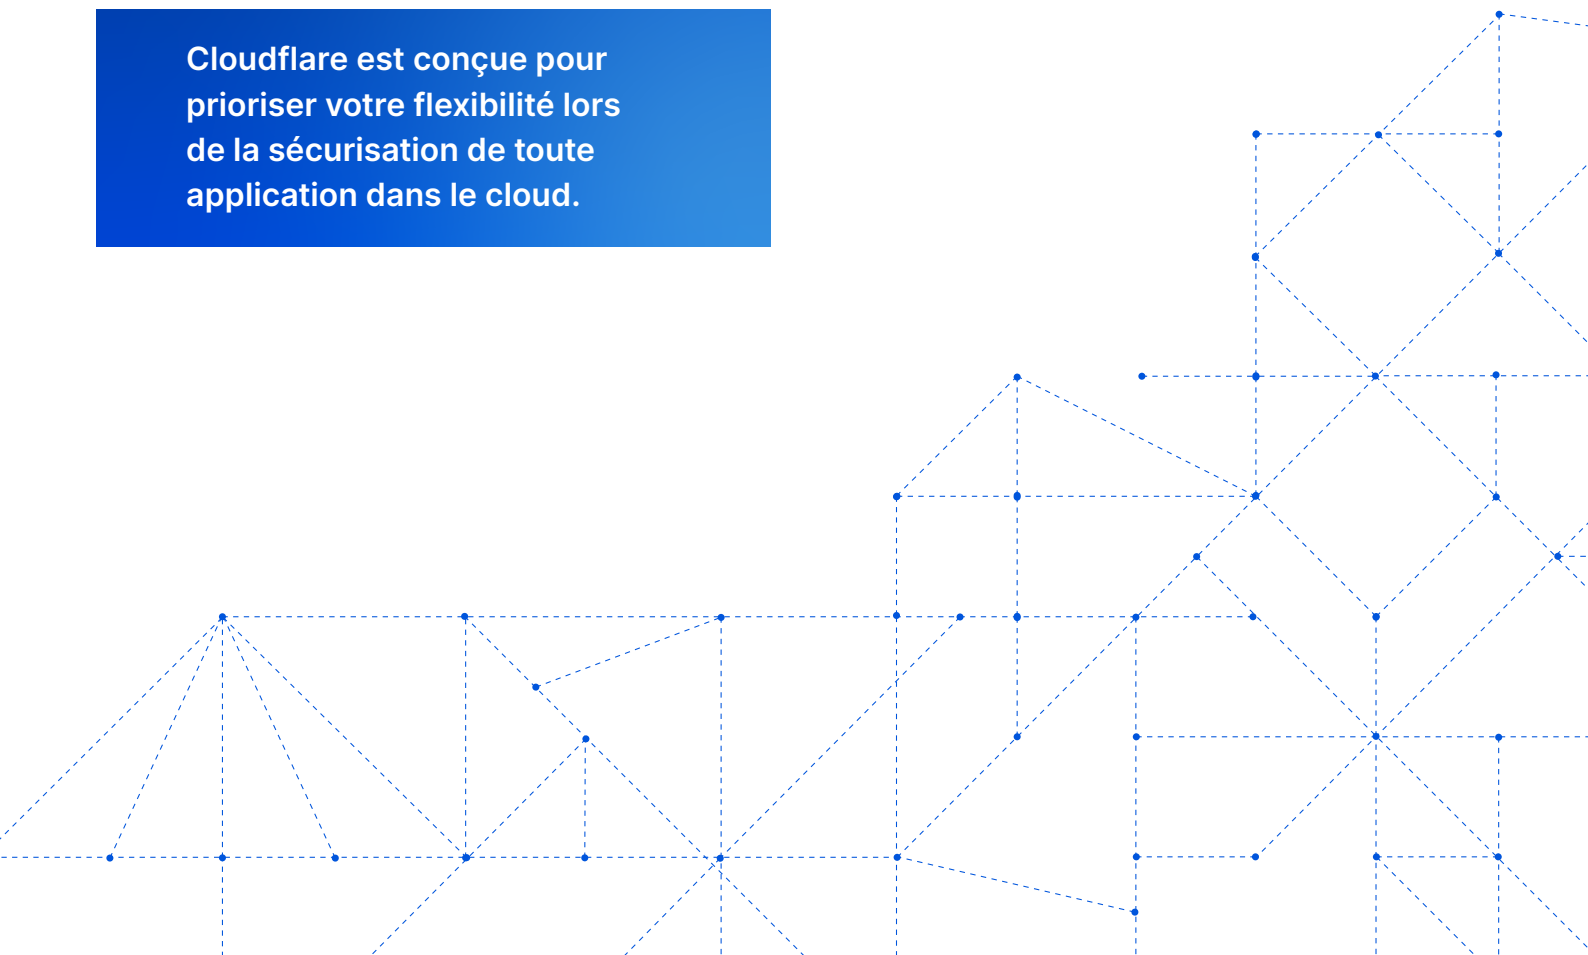 Cloudflare est conçue pour
prioriser votre flexibilité lors
de la sécurisation de toute
application dans le cloud.